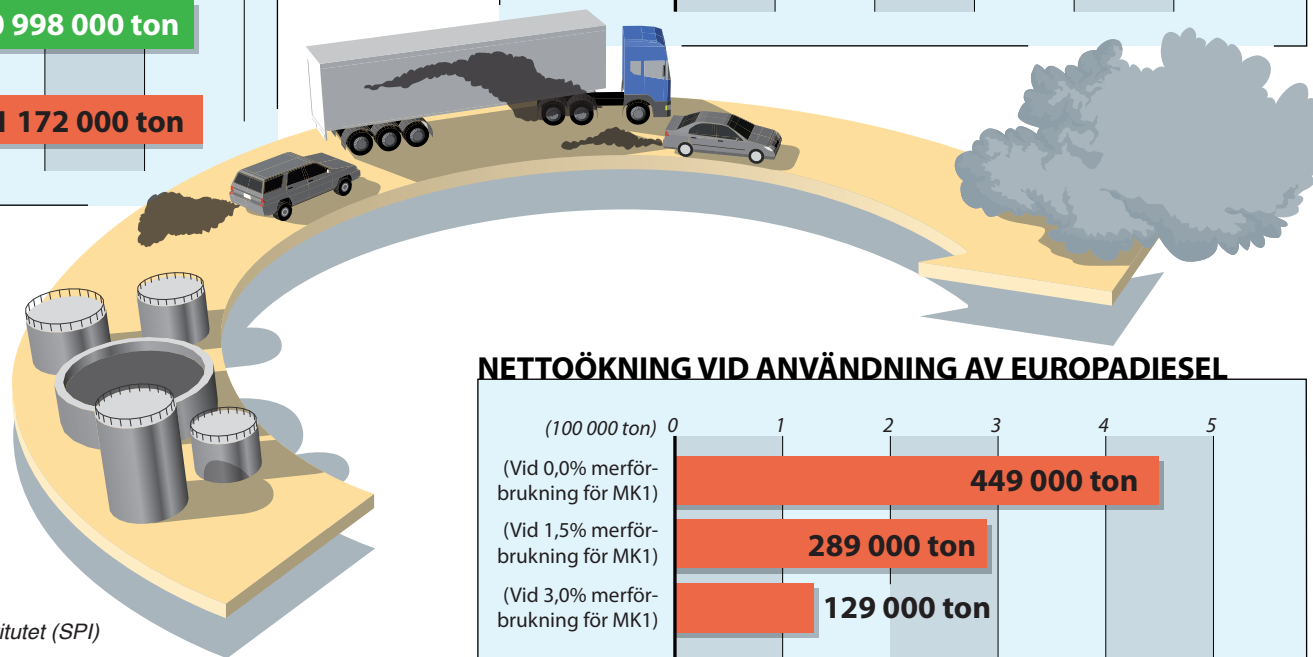 998 000 ton
172 000 ton
NETTOÖKNING VID ANVÄNDNING AV EUROPADIESEL
(100 000 ton) 0 1 2 3 4 5
(Vid 0,0% merför-
brukning för MK1)
449 000 ton
(Vid 1,5% merför-
brukning för MK1)
289 000 ton
(Vid 3,0% merför-
brukning för MK1)
129 000 ton
(SPI)